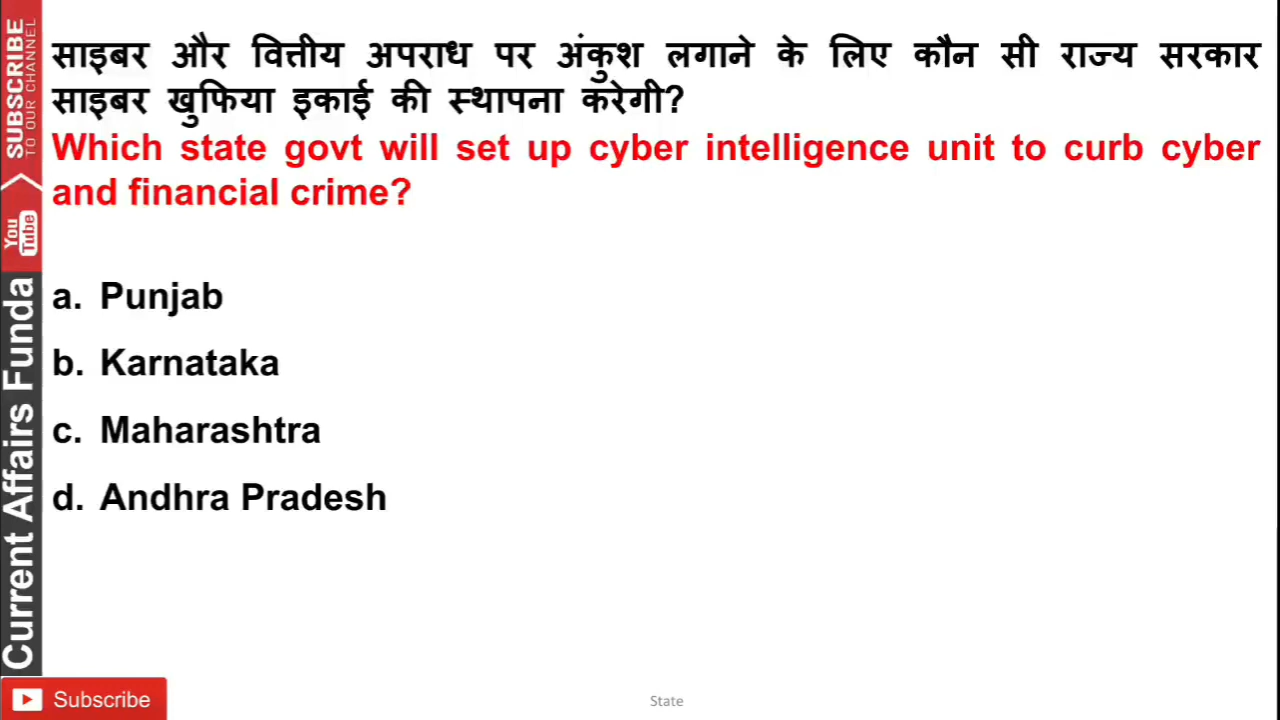 साइबर और वित्तीय अपराध पर अंकुश लगाने के लिए कौन सी राज्य सरकार
साइबर खुफिया इकाई की स्थापना करेगी?
Which state govt will set up cyber intelligence unit to curb cyber
and financial crime?
a. Punjab
b. Karnataka
c. Maharashtra
d. Andhra Pradesh
SUBSCRIBE
TO OUR CHANNEL
You
Tube
Current Affairs Funda
Subscribe
State